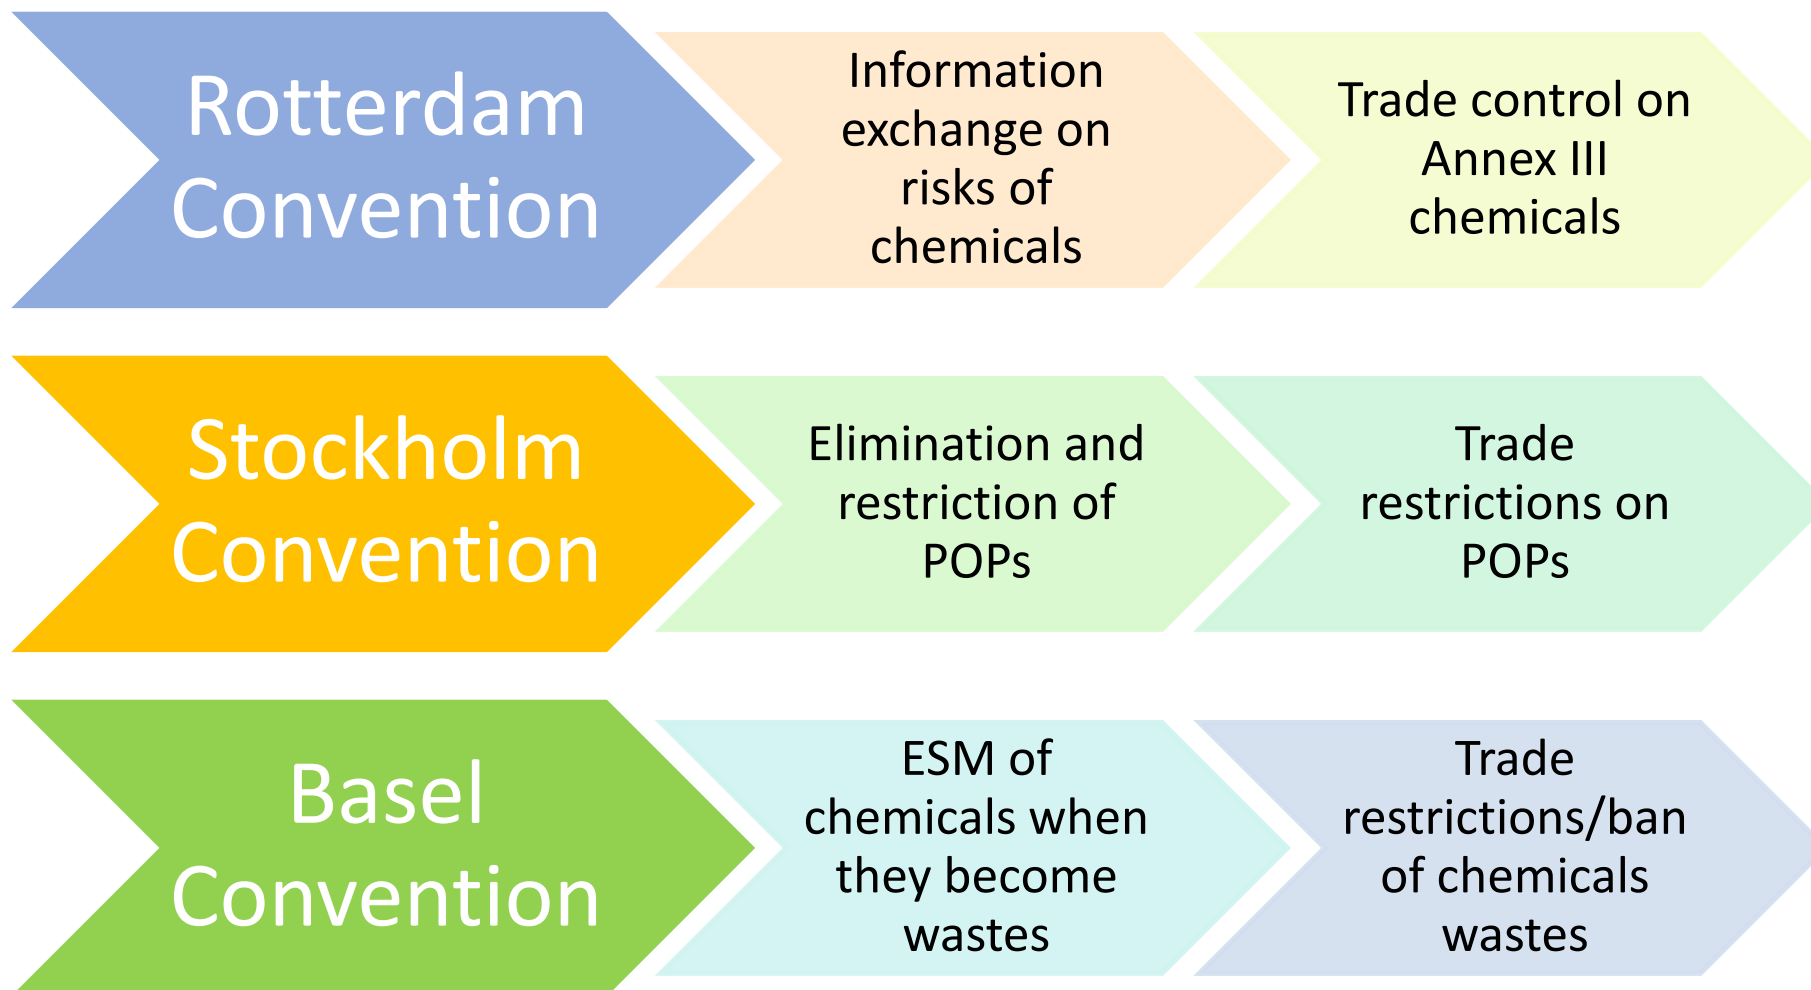 Rotterdam
Convention
Information
exchange on
risks of
chemicals
Trade control on
Annex III
chemicals
Stockholm
Convention
Elimination and
restriction of
POPs
Trade
restrictions on
POPs
Basel
Convention
ESM of
chemicals when
they become
wastes
Trade
restrictions/ban
of chemicals
wastes